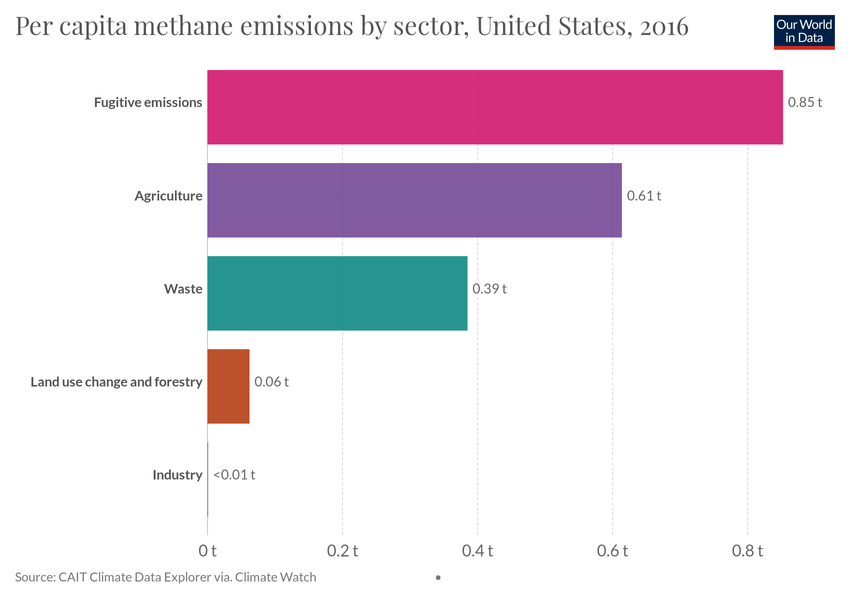 Per capita methane emissions by sector, United States, 2016
Our World
in Data
Fugitive emissions
0.85 t
Agriculture
0.61 t
Waste
0.39 t
Land use change and forestry
0.06 t
Industry
<0.01 t
0 t
0.2 t
0.4 t
0.6 t
0.8 t
Source: CAIT Climate Data Explorer via. Climate Watch
•